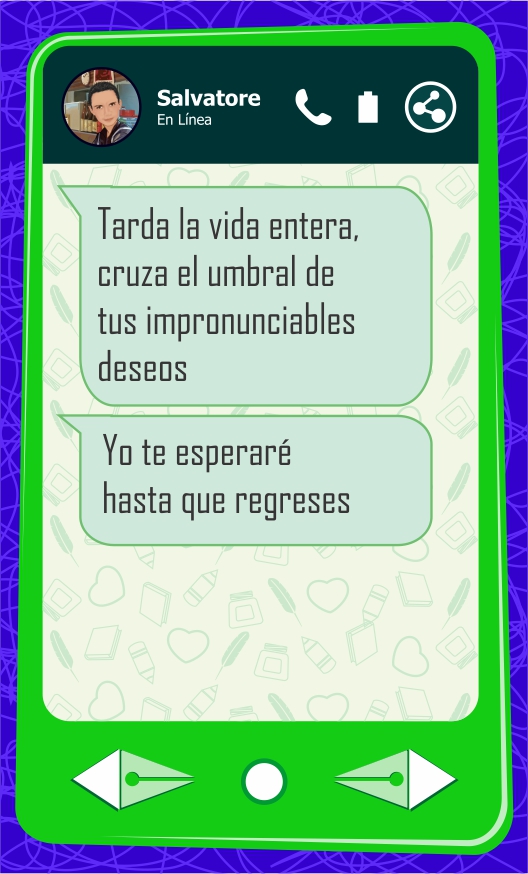 Salvatore
En Línea
Tarda la vida entera,
cruza el umbral de
tus impronunciables
deseos
Yo te esperaré
hasta que regreses